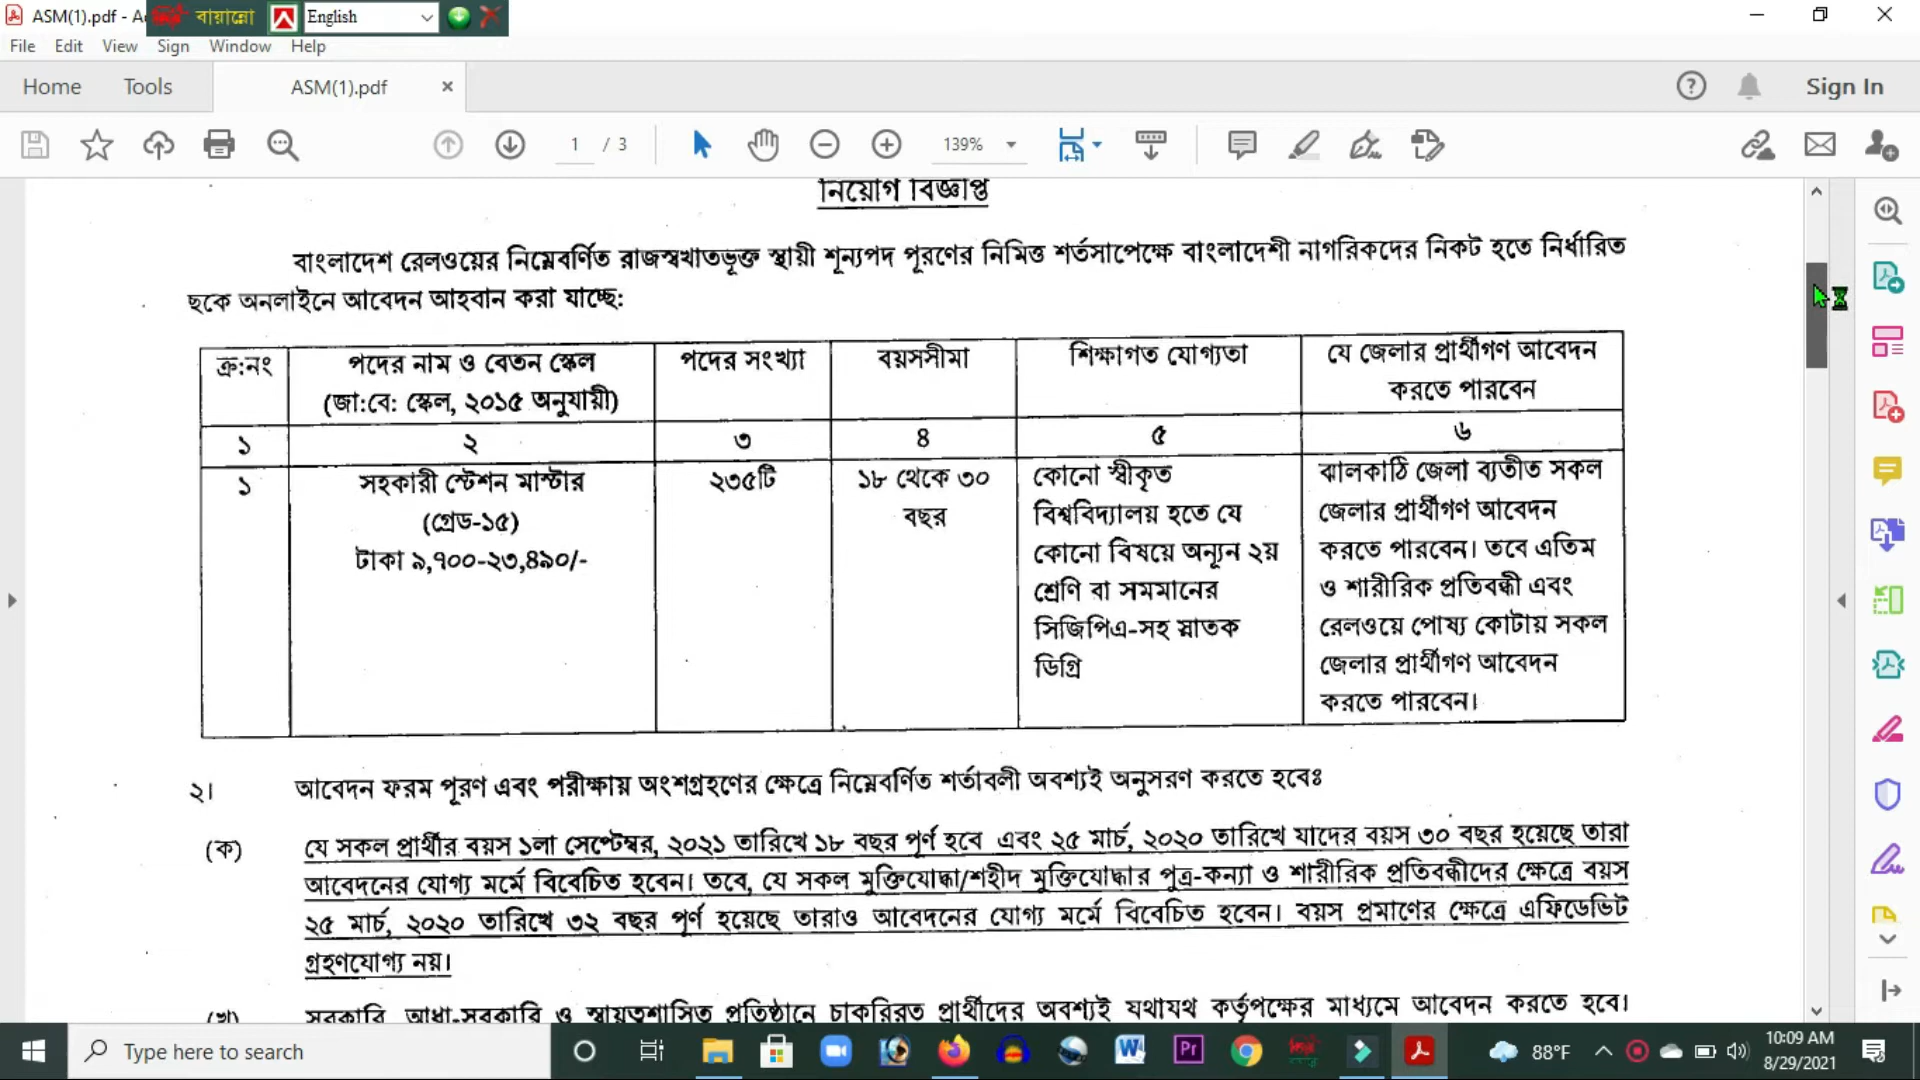 ASM(1).pdf - A
বায়ান্নো
English
File Edit View Sign Window Help
Home Tools ASM(1).pdf Sign In
1 / 3 139%
নিয়োগ বিজ্ঞপ্তি
বাংলাদেশ রেলওয়ের নিম্নেবর্ণিত রাজস্বখাতভূক্ত স্থায়ী শূন্যপদ পূরণের নিমিত্ত শর্তসাপেক্ষে বাংলাদেশী নাগরিকদের নিকট হতে নির্ধারিত
ছকে অনলাইনে আবেদন আহবান করা যাচ্ছে:
ক্র:নং
পদের নাম ও বেতন স্কেল
(জা:বে: স্কেল, ২০১৫ অনুযায়ী)
পদের সংখ্যা
বয়সসীমা
শিক্ষাগত যোগ্যতা
যে জেলার প্রার্থীগণ আবেদন
করতে পারবেন
১ ২ ৩ ৪ ৫ ৬
১
সহকারী স্টেশন মাস্টার
(গ্রেড-১৫)
টাকা ৯,৭০০-২৩,৪৯০/-
২৩৫টি
১৮ থেকে ৩০
বছর
কোনো স্বীকৃত
বিশ্ববিদ্যালয় হতে যে
কোনো বিষয়ে অন্যূন ২য়
শ্রেণি বা সমমানের
সিজিপিএ-সহ স্নাতক
ডিগ্রি
ঝালকাঠি জেলা ব্যতীত সকল
জেলার প্রার্থীগণ আবেদন
করতে পারবেন। তবে এতিম
ও শারীরিক প্রতিবন্ধী এবং
রেলওয়ে পোষ্য কোটায় সকল
জেলার প্রার্থীগণ আবেদন
করতে পারবেন।
২। আবেদন ফরম পূরণ এবং পরীক্ষায় অংশগ্রহণের ক্ষেত্রে নিম্নেবর্ণিত শর্তাবলী অবশ্যই অনুসরণ করতে হবেঃ
(ক) যে সকল প্রার্থীর বয়স ১লা সেপ্টেম্বর, ২০২১ তারিখে ১৮ বছর পূর্ণ হবে এবং ২৫ মার্চ, ২০২০ তারিখে যাদের বয়স ৩০ বছর হয়েছে তারা
আবেদনের যোগ্য মর্মে বিবেচিত হবেন। তবে, যে সকল মুক্তিযোদ্ধা/শহীদ মুক্তিযোদ্ধার পুত্র-কন্যা ও শারীরিক প্রতিবন্ধীদের ক্ষেত্রে বয়স
২৫ মার্চ, ২০২০ তারিখে ৩২ বছর পূর্ণ হয়েছে তারাও আবেদনের যোগ্য মর্মে বিবেচিত হবেন। বয়স প্রমাণের ক্ষেত্রে এফিডেভিট
গ্রহণযোগ্য নয়।
(খ) সরকারি, আধা-সরকারি ও স্বায়ত্বশাসিত প্রতিষ্ঠানে চাকরিরত প্রার্থীদের অবশ্যই যথাযথ কর্তৃপক্ষের মাধ্যমে আবেদন করতে হবে।
Type here to search
88°F
10:09 AM
8/29/2021